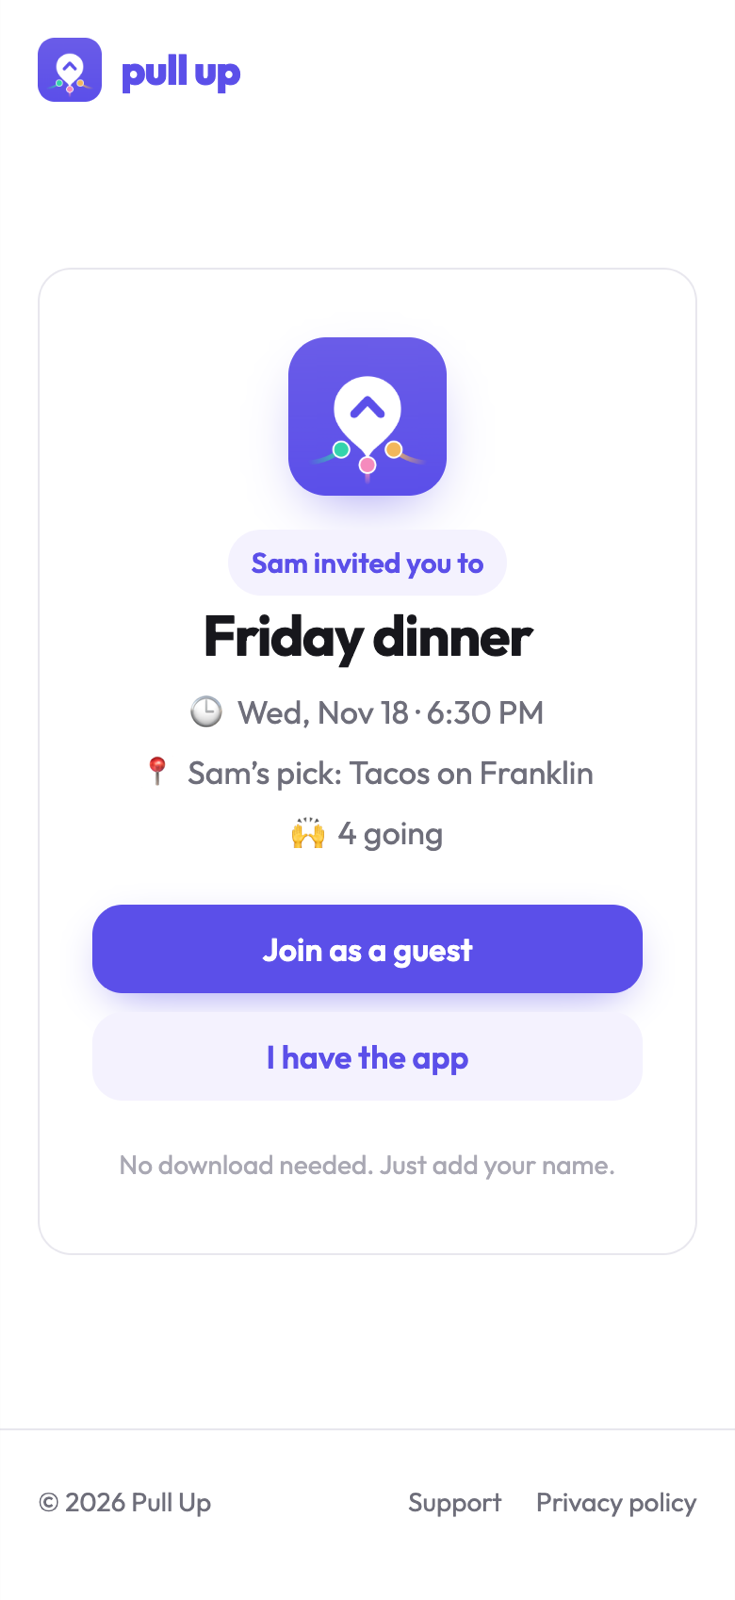 pull up
Sam invited you to
Friday dinner
🕒 Wed, Nov 18 · 6:30 PM
📍 Sam’s pick: Tacos on Franklin
🙌 4 going
Join as a guest
I have the app
No download needed. Just add your name.
© 2026 Pull Up Support Privacy policy